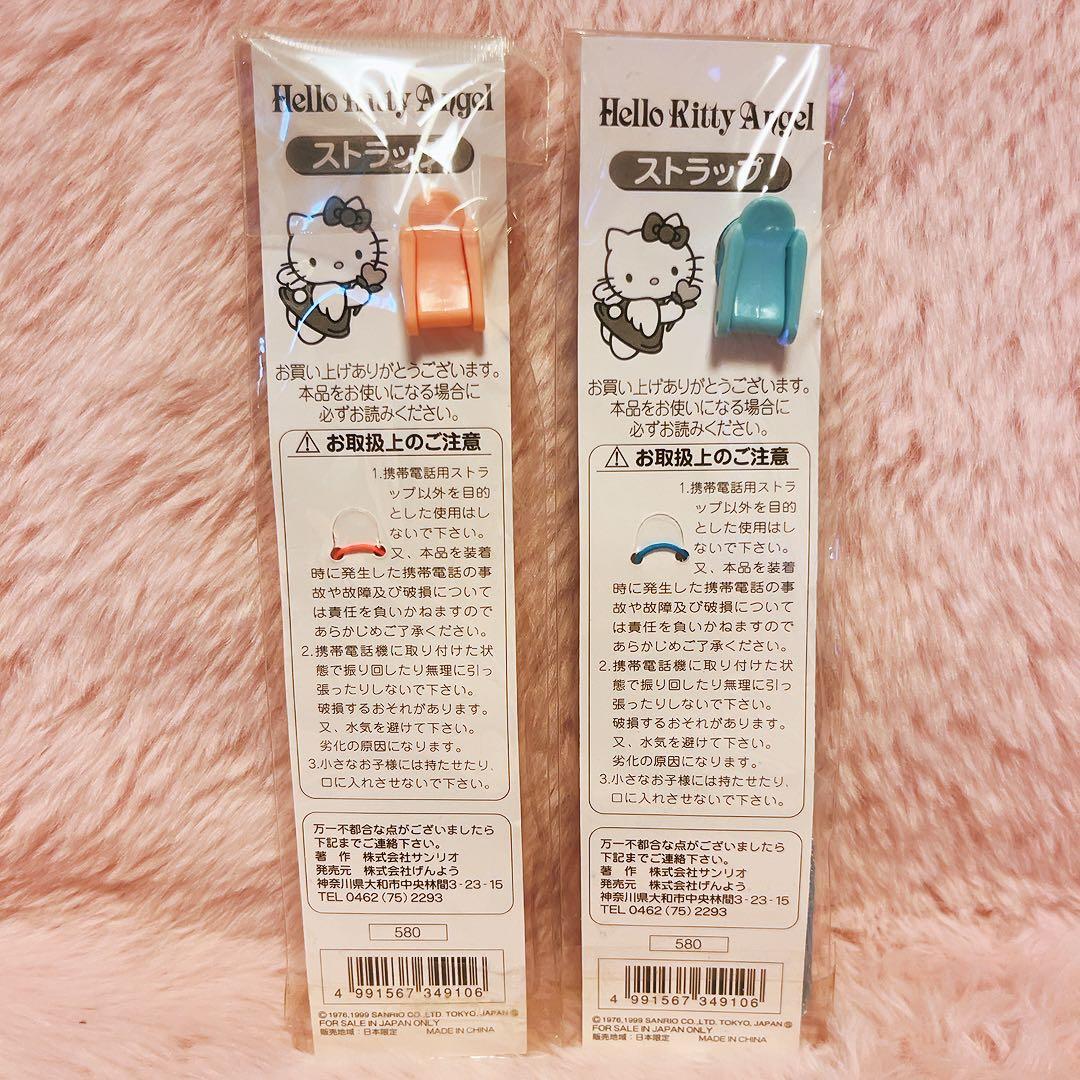 Hello Kitty Angel
ストラップ
お買い上げありがとうございます。
本品をお使いになる場合に
必ずお読みください。
⚠ お取扱上のご注意
1.携帯電話用ストラ
ップ以外を目的
とした使用はし
ないで下さい。
又、本品を装着
時に発生した携帯電話の事
故や故障及び破損について
は責任を負いかねますので
あらかじめご了承ください。
2.携帯電話機に取り付けた状
態で振り回したり無理に引っ
張ったりしないで下さい。
破損するおそれがあります。
又、水気を避けて下さい。
劣化の原因になります。
3.小さなお子様には持たせたり、
口に入れさせないで下さい。
万一不都合な点がございましたら
下記までご連絡下さい。
著 作 株式会社サンリオ
発売元 株式会社げんよう
神奈川県大和市中央林間3-23-15
TEL 0462 (75) 2293
580
4 991567 349106
©1976,1999 SANRIO CO.,LTD. TOKYO, JAPAN Ⓢ
FOR SALE IN JAPAN ONLY
販売地域:日本限定 MADE IN CHINA
Hello Kitty Angel
ストラップ
お買い上げありがとうございます。
本品をお使いになる場合に
必ずお読みください。
⚠ お取扱上のご注意
1.携帯電話用ストラ
ップ以外を目的
とした使用はし
ないで下さい。
又、本品を装着
時に発生した携帯電話の事
故や故障及び破損について
は責任を負いかねますので
あらかじめご了承ください。
2.携帯電話機に取り付けた状
態で振り回したり無理に引っ
張ったりしないで下さい。
破損するおそれがあります。
又、水気を避けて下さい。
劣化の原因になります。
3.小さなお子様には持たせたり、
口に入れさせないで下さい。
万一不都合な点がございましたら
下記までご連絡下さい。
著 作 株式会社サンリオ
発売元 株式会社げんよう
神奈川県大和市中央林間3-23-15
TEL 0462 (75) 2293
580
4 991567 349106
©1976,1999 SANRIO CO.,LTD. TOKYO, JAPAN Ⓢ
FOR SALE IN JAPAN ONLY
販売地域:日本限定 MADE IN CHINA